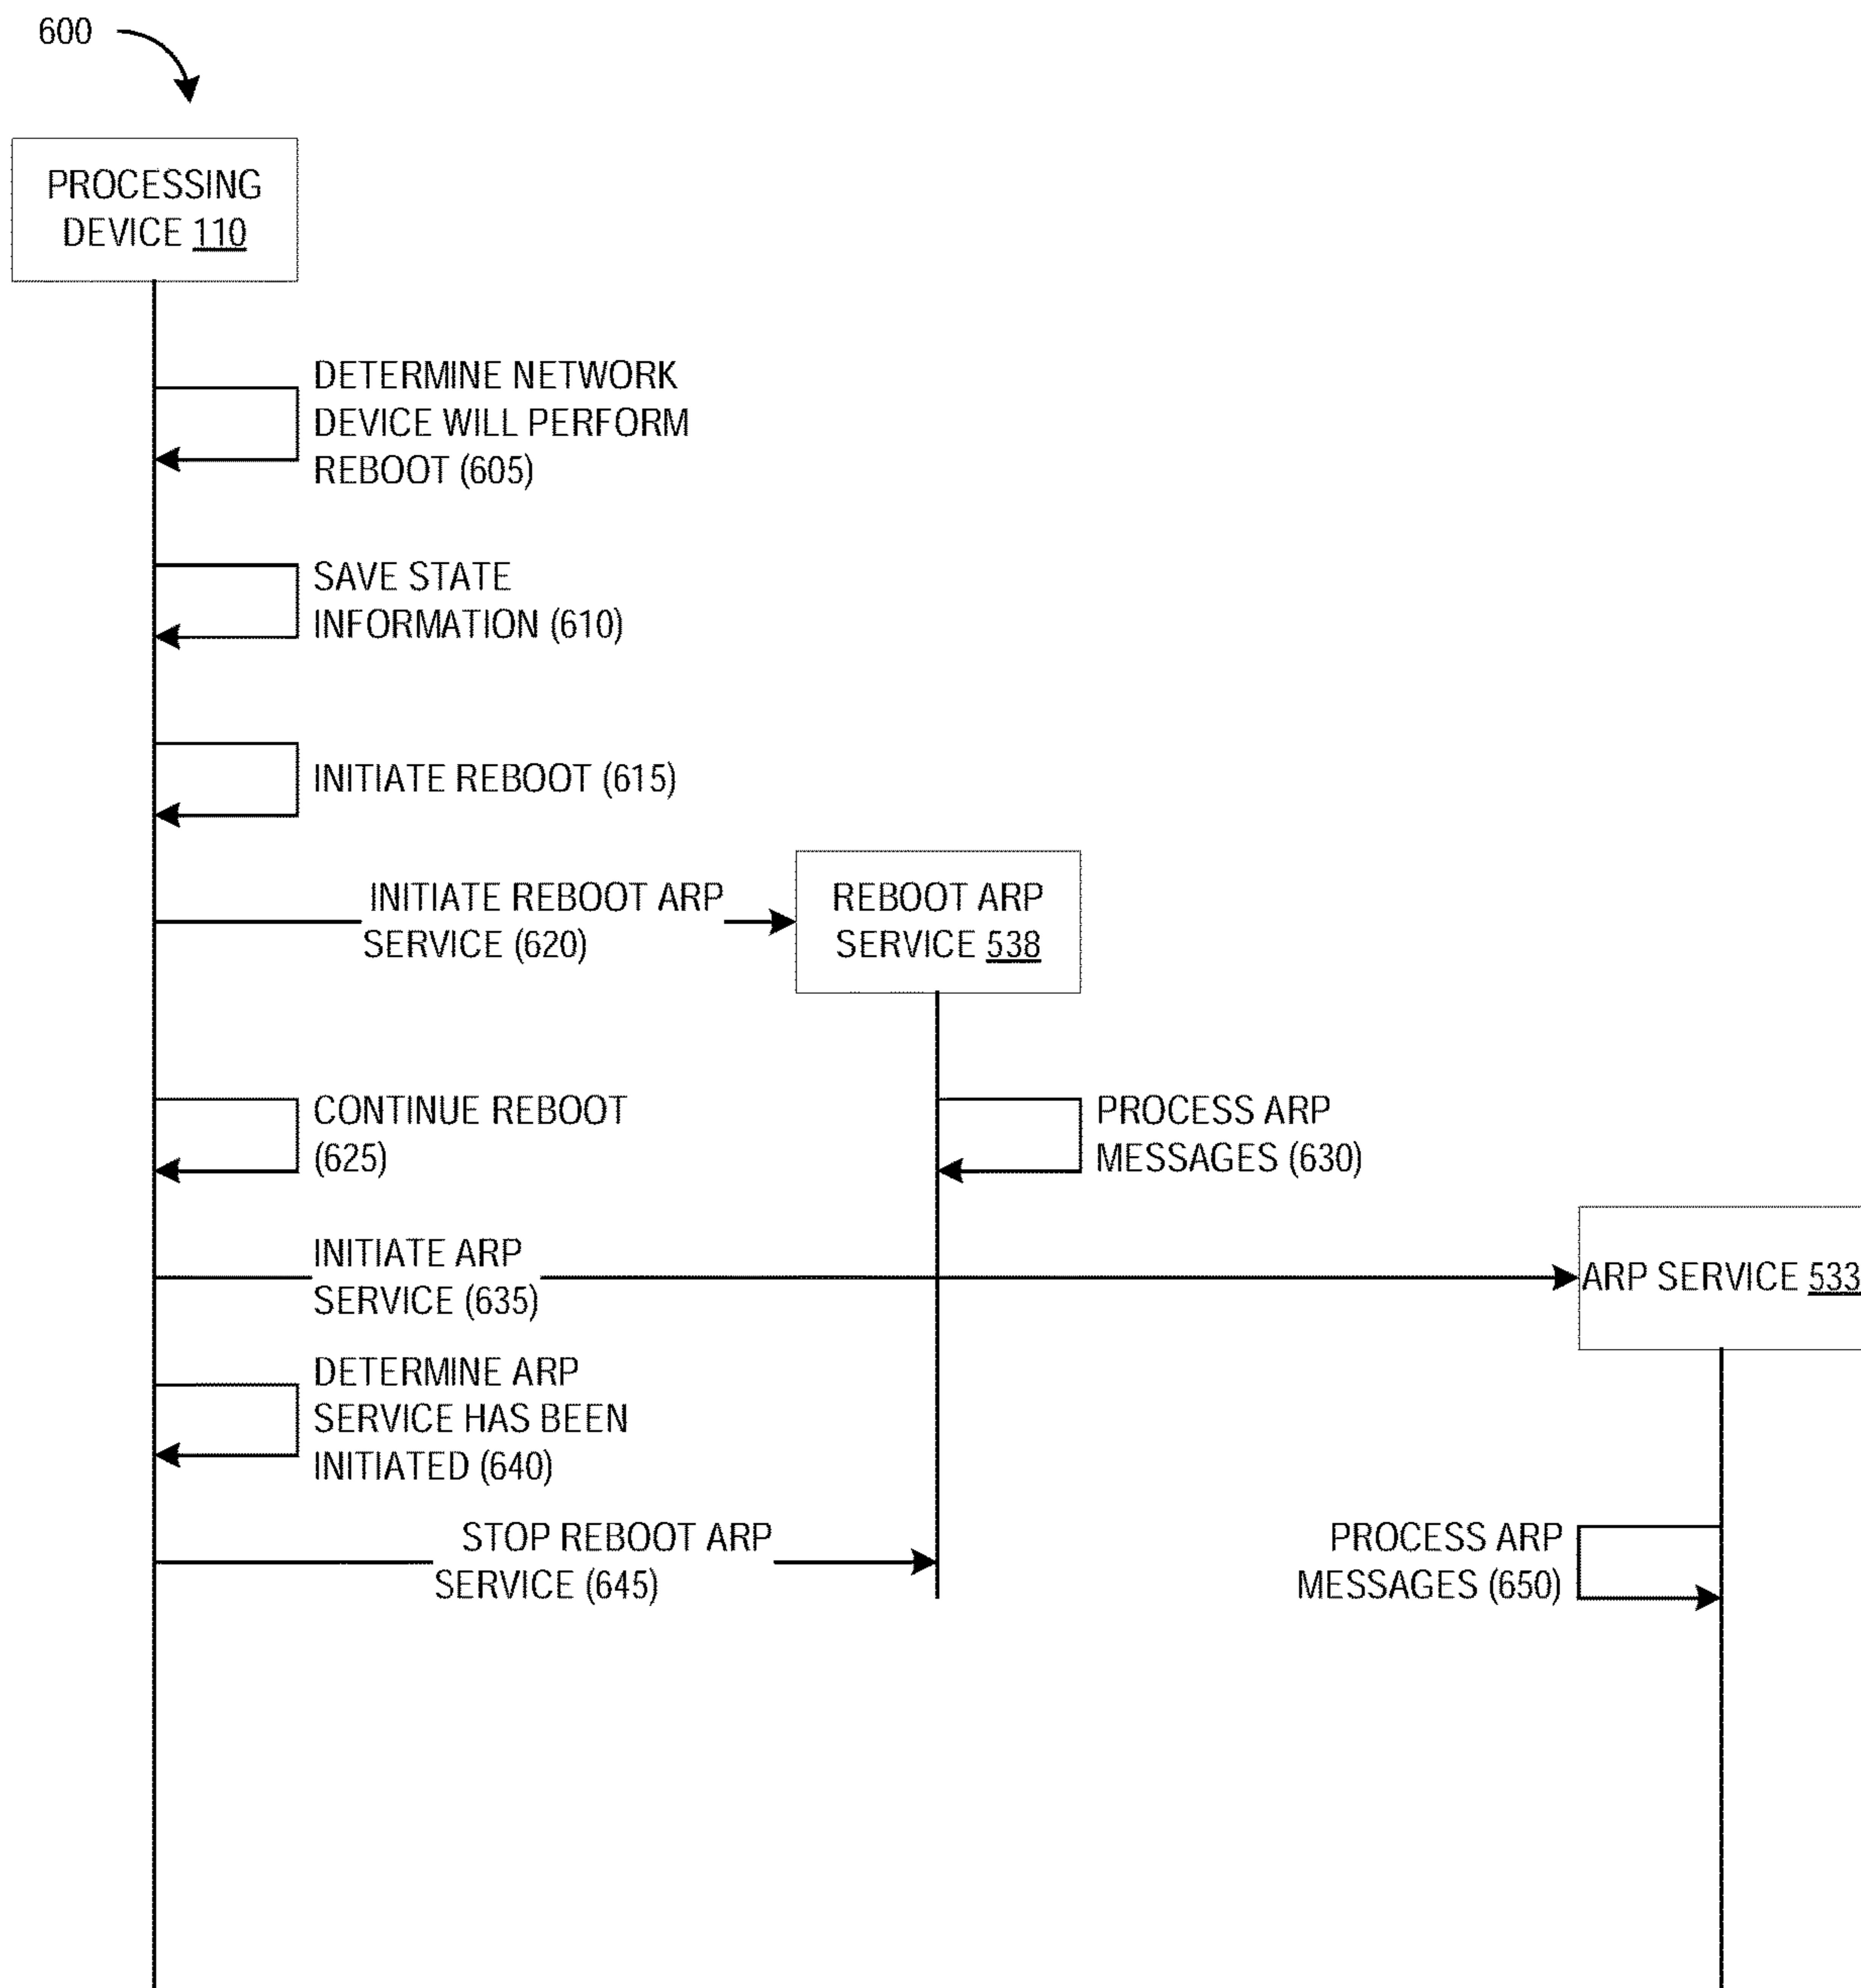 600
PROCESSING
DEVICE 110
DETERMINE NETWORK
DEVICE WILL PERFORM
REBOOT (605)
SAVE STATE
INFORMATION (610)
INITIATE REBOOT (615)
INITIATE REBOOT ARP
SERVICE (620)
REBOOT ARP
SERVICE 538
CONTINUE REBOOT
(625)
PROCESS ARP
MESSAGES (630)
INITIATE ARP
SERVICE (635)
ARP SERVICE 533
DETERMINE ARP
SERVICE HAS BEEN
INITIATED (640)
STOP REBOOT ARP
SERVICE (645)
PROCESS ARP
MESSAGES (650)